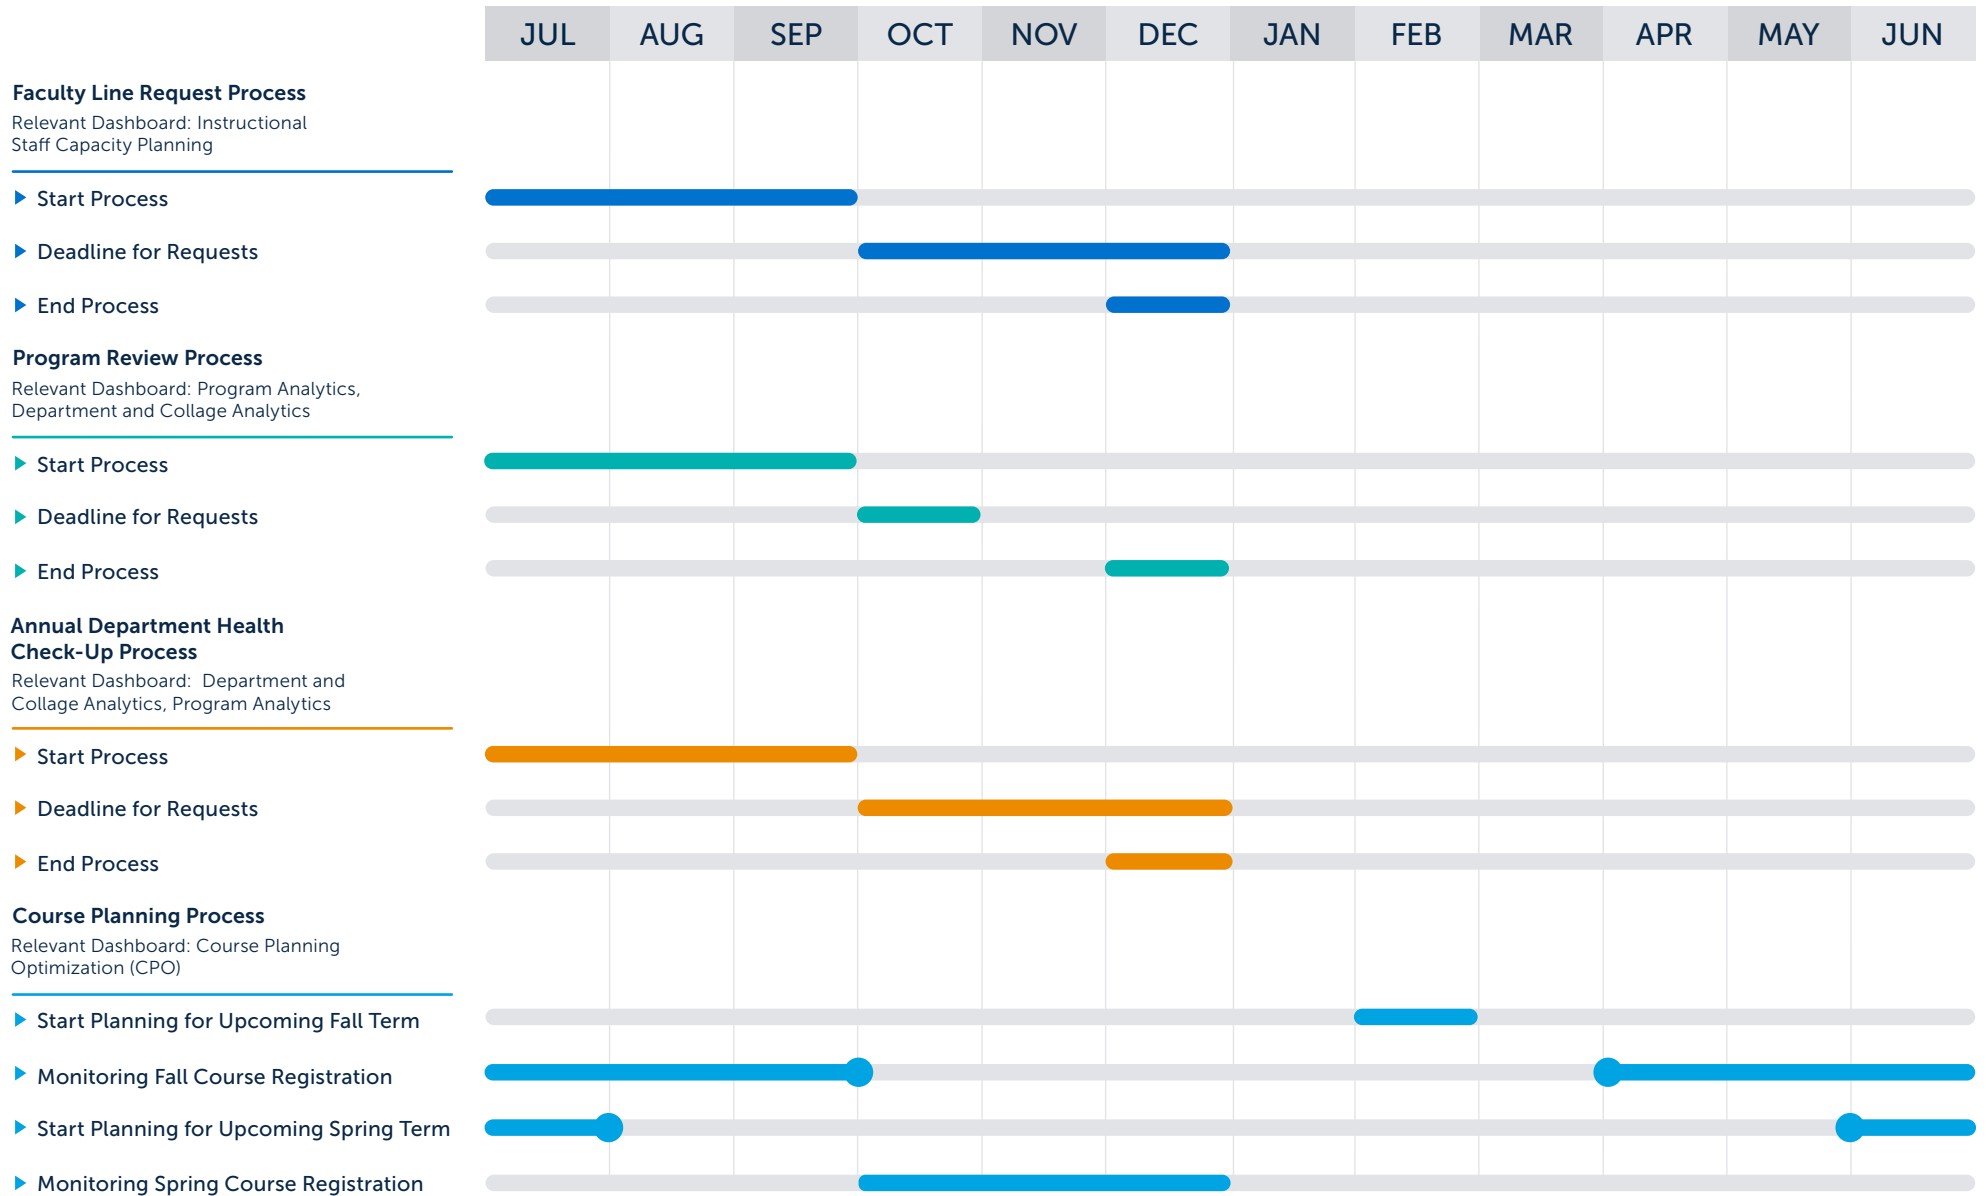 JUL AUG SEP OCT NOV DEC JAN FEB MAR APR MAY JUN
Faculty Line Request Process
Relevant Dashboard: Instructional
Staff Capacity Planning
Start Process
Deadline for Requests
End Process
Program Review Process
Relevant Dashboard: Program Analytics,
Department and Collage Analytics
Start Process
Deadline for Requests
End Process
Annual Department Health
Check-Up Process
Relevant Dashboard: Department and
Collage Analytics, Program Analytics
Start Process
Deadline for Requests
End Process
Course Planning Process
Relevant Dashboard: Course Planning
Optimization (CPO)
Start Planning for Upcoming Fall Term
Monitoring Fall Course Registration
Start Planning for Upcoming Spring Term
Monitoring Spring Course Registration